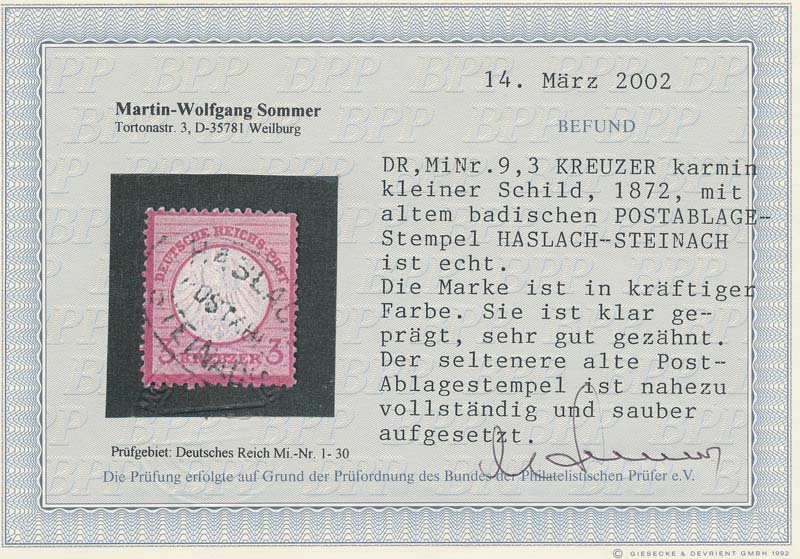 14. März 2002
Martin-Wolfgang Sommer
Tortonastr. 3, D-35781 Weilburg
BEFUND
DR,MiNr.9,3 KREUZER karmin
kleiner Schild, 1872, mit
altem badischen POSTABLAGE-
Stempel HASLACH-STEINACH
ist echt.
Die Marke ist in kräftiger
Farbe. Sie ist klar ge-
prägt, sehr gut gezähnt.
Der seltenere alte Post-
Ablagestempel ist nahezu
vollständig und sauber
aufgesetzt.
DEUTSCHE REICHS-POST
3 KREUZER 3
Prüfgebiet: Deutsches Reich Mi.-Nr. 1- 30
Die Prüfung erfolgte auf Grund der Prüfordnung des Bundes der Philatelistischen Prüfer e.V.
© GIESECKE & DEVRIENT GMBH 1992